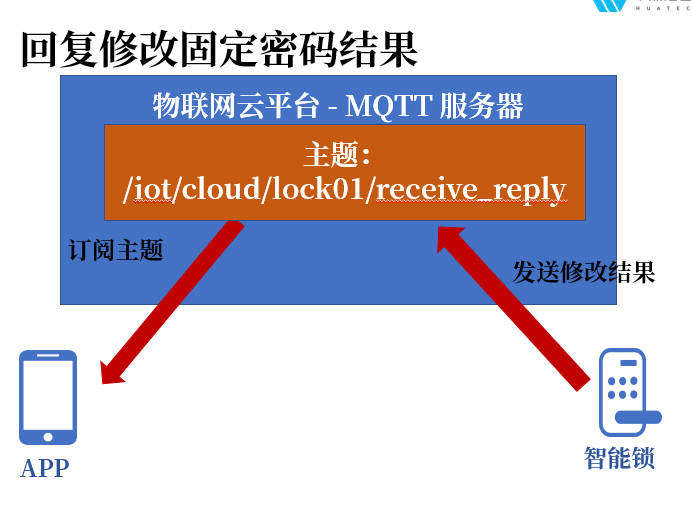 HUATEC
回复修改固定密码结果
物联网云平台 - MQTT 服务器
主题：
/iot/cloud/lock01/receive_reply
订阅主题
发送修改结果
APP
智能锁